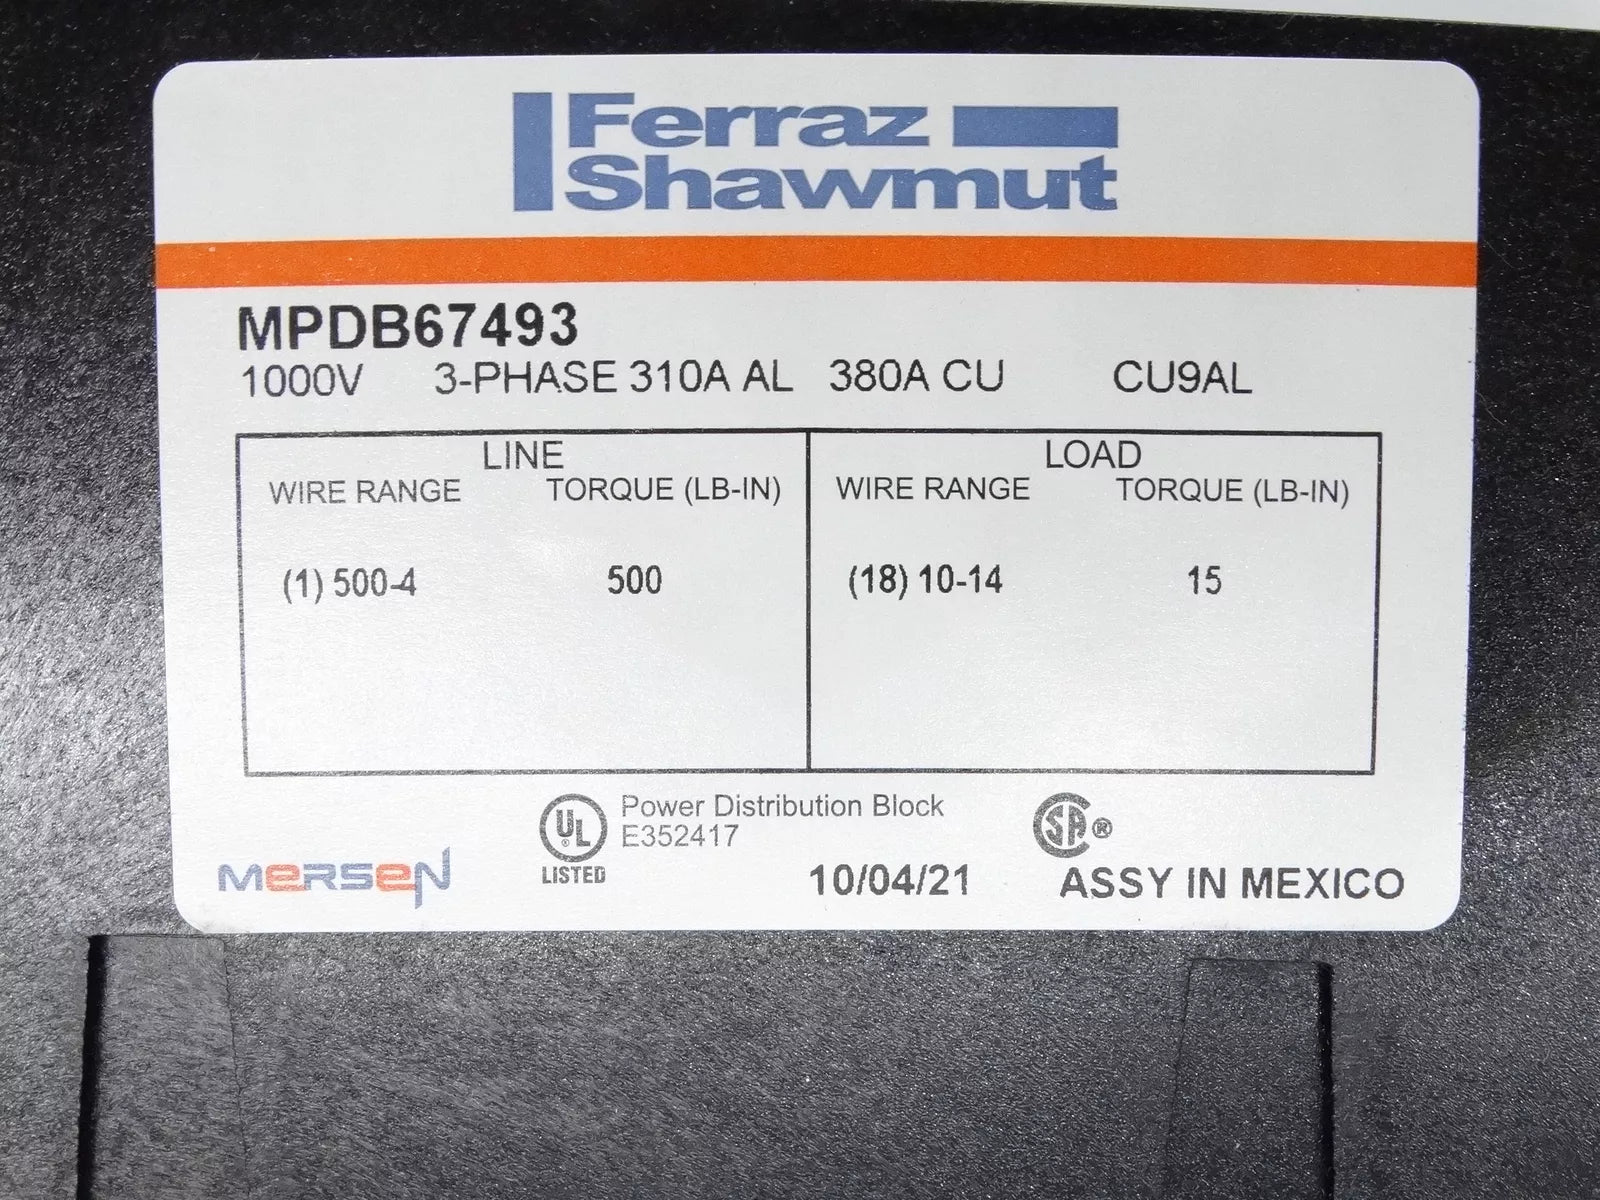 Ferraz
Shawmut
MPDB67493
1000V 3-PHASE 310A AL 380A CU CU9AL
LINE LOAD
WIRE RANGE TORQUE (LB-IN) WIRE RANGE TORQUE (LB-IN)
(1) 500-4 500 (18) 10-14 15
UL ® Power Distribution Block SA ®
E352417
LISTED
MERSEN 10/04/21 ASSY IN MEXICO